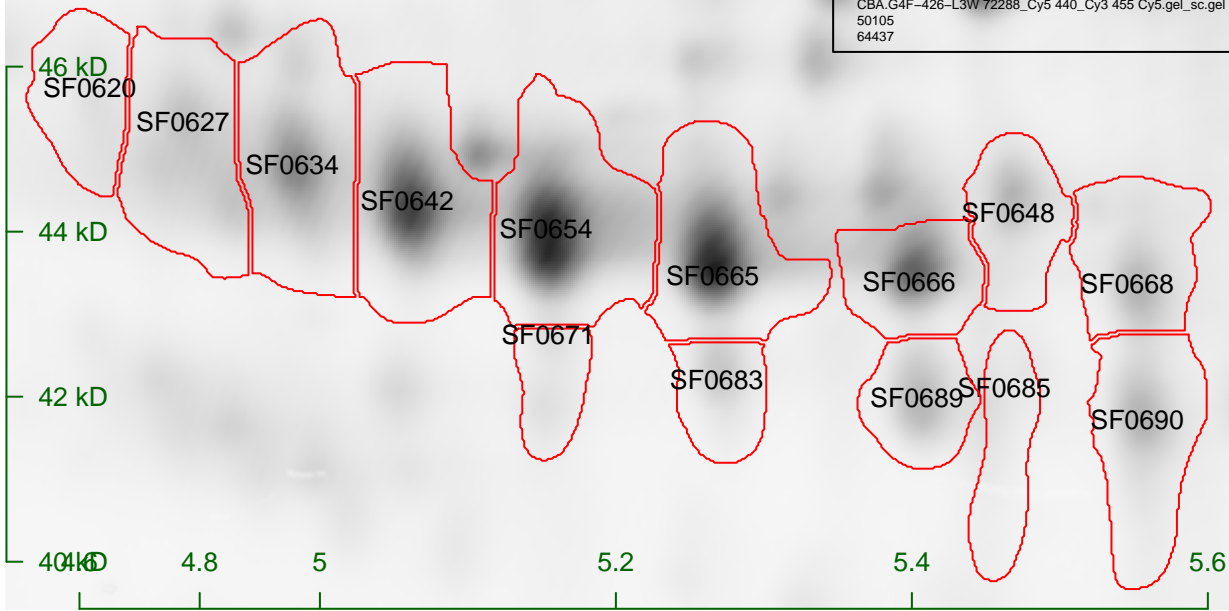 CBA.G4F−426−L3W 72288_Cy5 440_Cy3 455 Cy5.gel_sc.gel
50105
64437
46 kD
SF0620
SF0627
SF0634
SF0642
SF0648
SF0654
44 kD
SF0665
SF0666
SF0668
SF0671
SF0683
SF0685
SF0689
42 kD
SF0690
40 kD
4.6
4.8
5
5.2
5.4
5.6